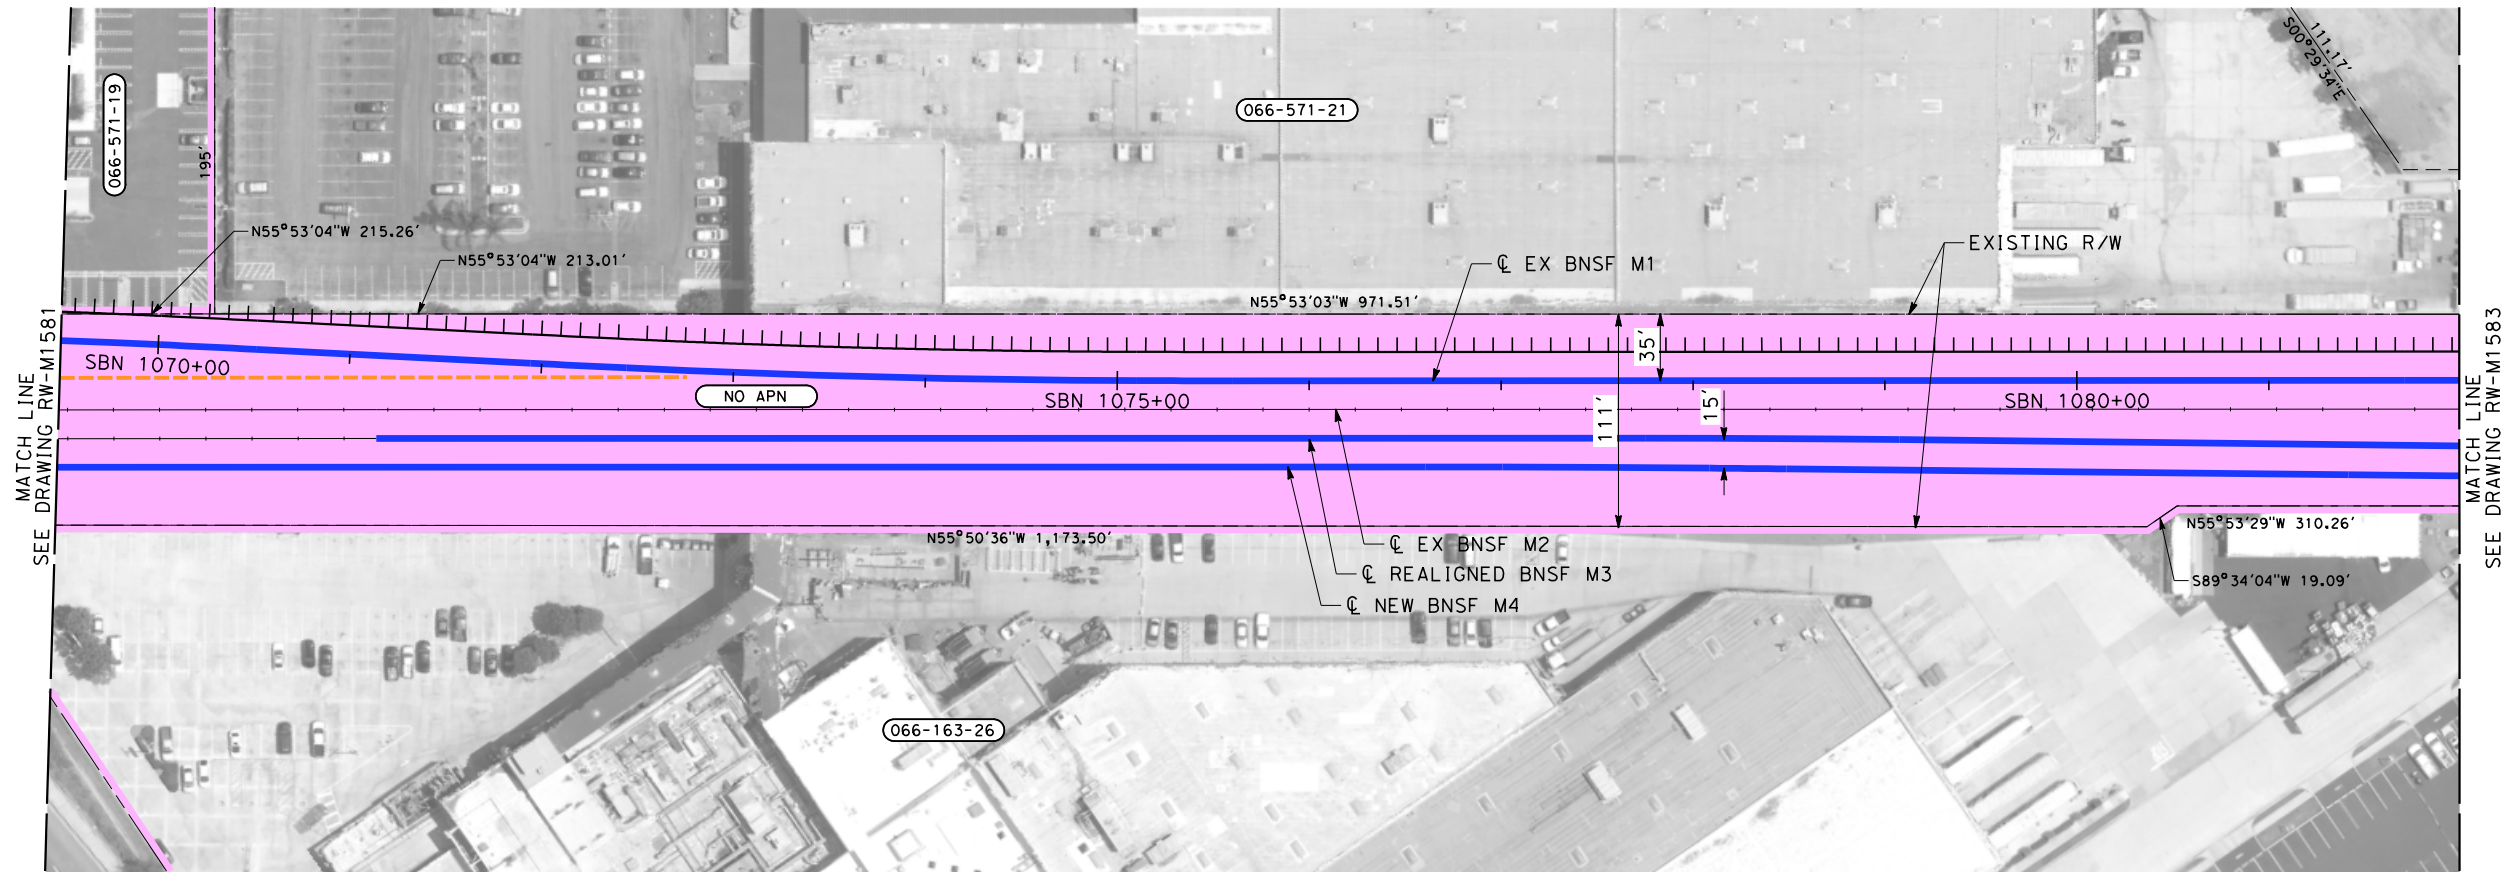 111.17'
S00°29'34"E
066-571-19
066-571-21
195'
N55°53'04"W 215.26'
N55°53'04"W 213.01'
EXISTING R/W
℄ EX BNSF M1
N55°53'03"W 971.51'
MATCH LINE
SEE DRAWING RW-M1581
SBN 1070+00
35'
NO APN
SBN 1075+00
111'
15'
SBN 1080+00
MATCH LINE
SEE DRAWING RW-M1583
N55°53'29"W 310.26'
N55°50'36"W 1,173.50'
℄ EX BNSF M2
℄ REALIGNED BNSF M3
S89°34'04"W 19.09'
℄ NEW BNSF M4
066-163-26